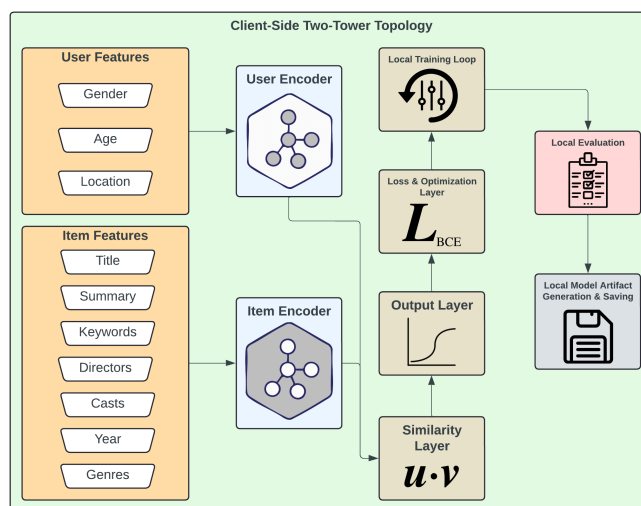 Client-Side Two-Tower Topology
User Features
Gender
Age
Location
Item Features
Title
Summary
Keywords
Directors
Casts
Year
Genres
User Encoder
Item Encoder
Local Training Loop
Loss & Optimization
Layer
L BCE
Output Layer
Similarity
Layer
u·v
Local Evaluation
...
Local Model Artifact
Generation & Saving